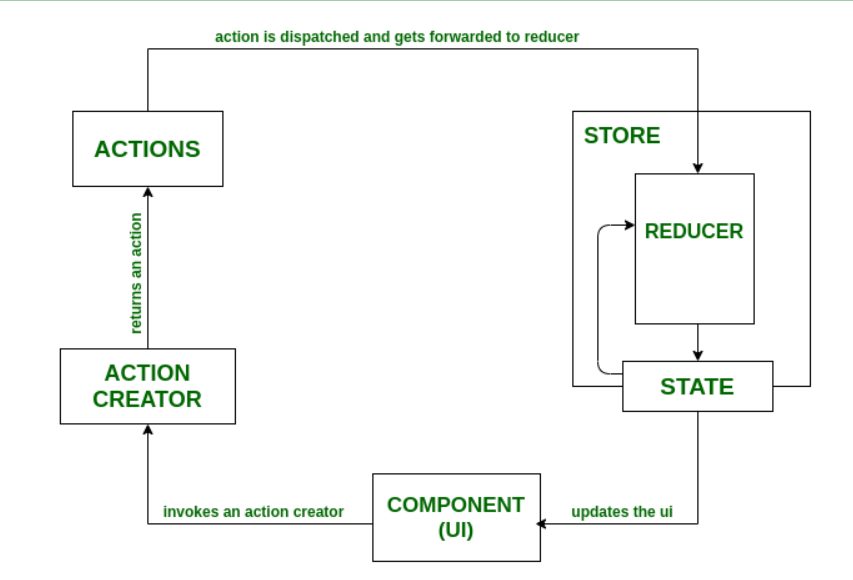 action is dispatched and gets forwarded to reducer
ACTIONS
STORE
REDUCER
returns an action
ACTION
CREATOR
STATE
COMPONENT
(UI)
invokes an action creator
updates the ui